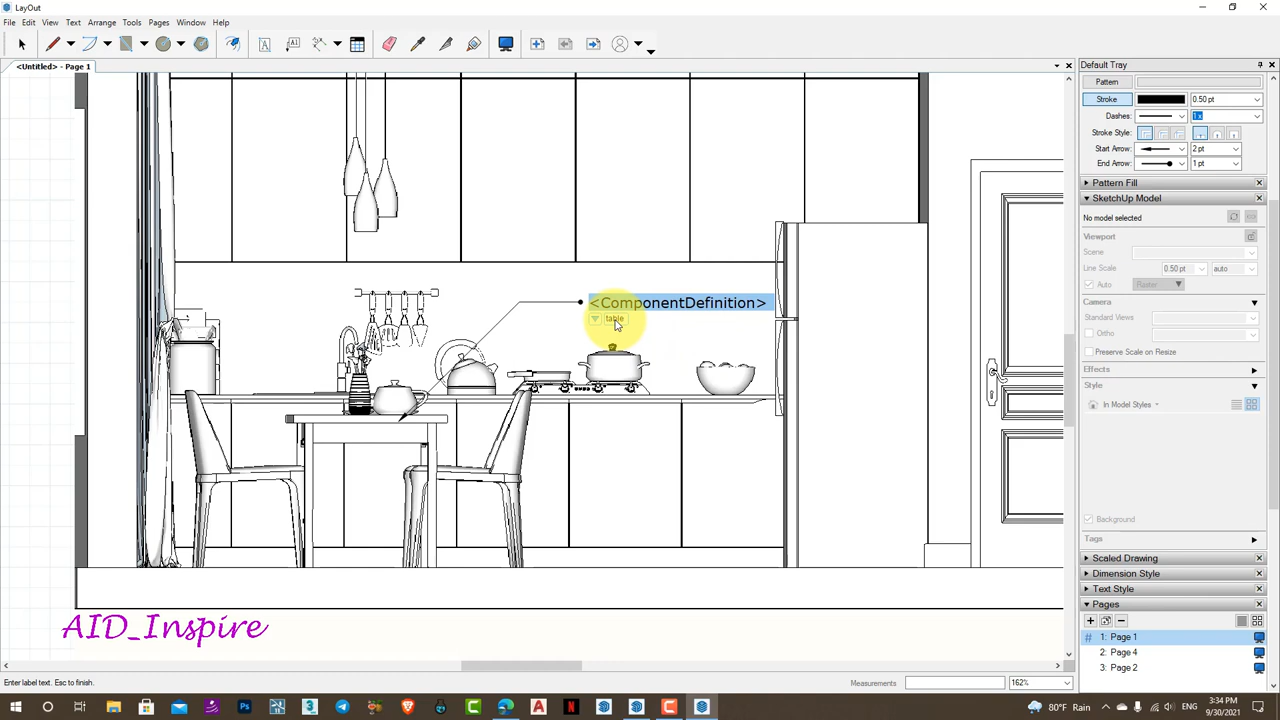 LayOut
File Edit View Text Arrange Tools Pages Window Help
<Untitled> - Page 1
Default Tray
Pattern
Stroke 0.50 pt
Dashes: 1 x
Stroke Style:
Start Arrow: 2 pt
End Arrow: 1 pt
Pattern Fill
SketchUp Model
No model selected
Viewport
Scene
Line Scale 0.50 pt auto
Auto Raster
Camera
Standard Views
Ortho
Preserve Scale on Resize
Effects
Style
In Model Styles
Background
Tags
Scaled Drawing
Dimension Style
Text Style
Pages
# 1: Page 1
2: Page 4
3: Page 2
<ComponentDefinition>
table
AID_Inspire
Enter label text. Esc to finish.
Measurements
162%
80°F Rain
3:34 PM
9/30/2021